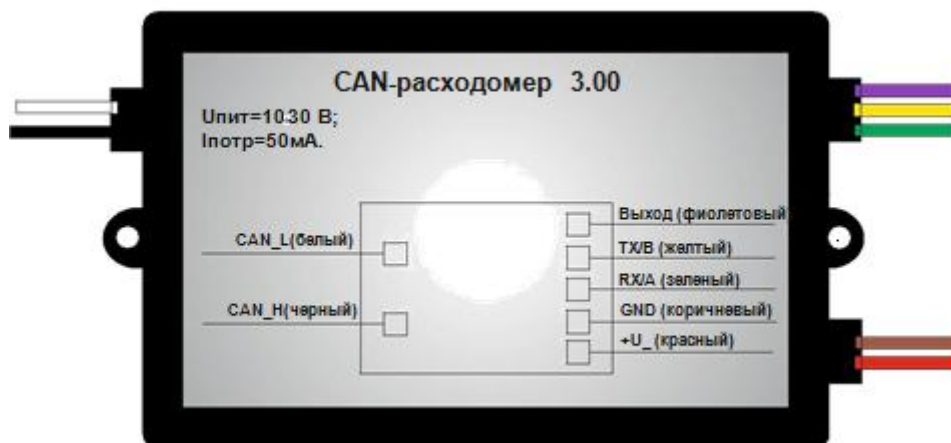 CAN-расходомер 3.00
Uпит=10-30 В;
Iпотр=50мА.
Выход (фиолетовый)
CAN_L(белый)
TX/B (желтый)
RX/A (зеленый)
CAN_H(черный)
GND (коричневый)
+U_ (красный)